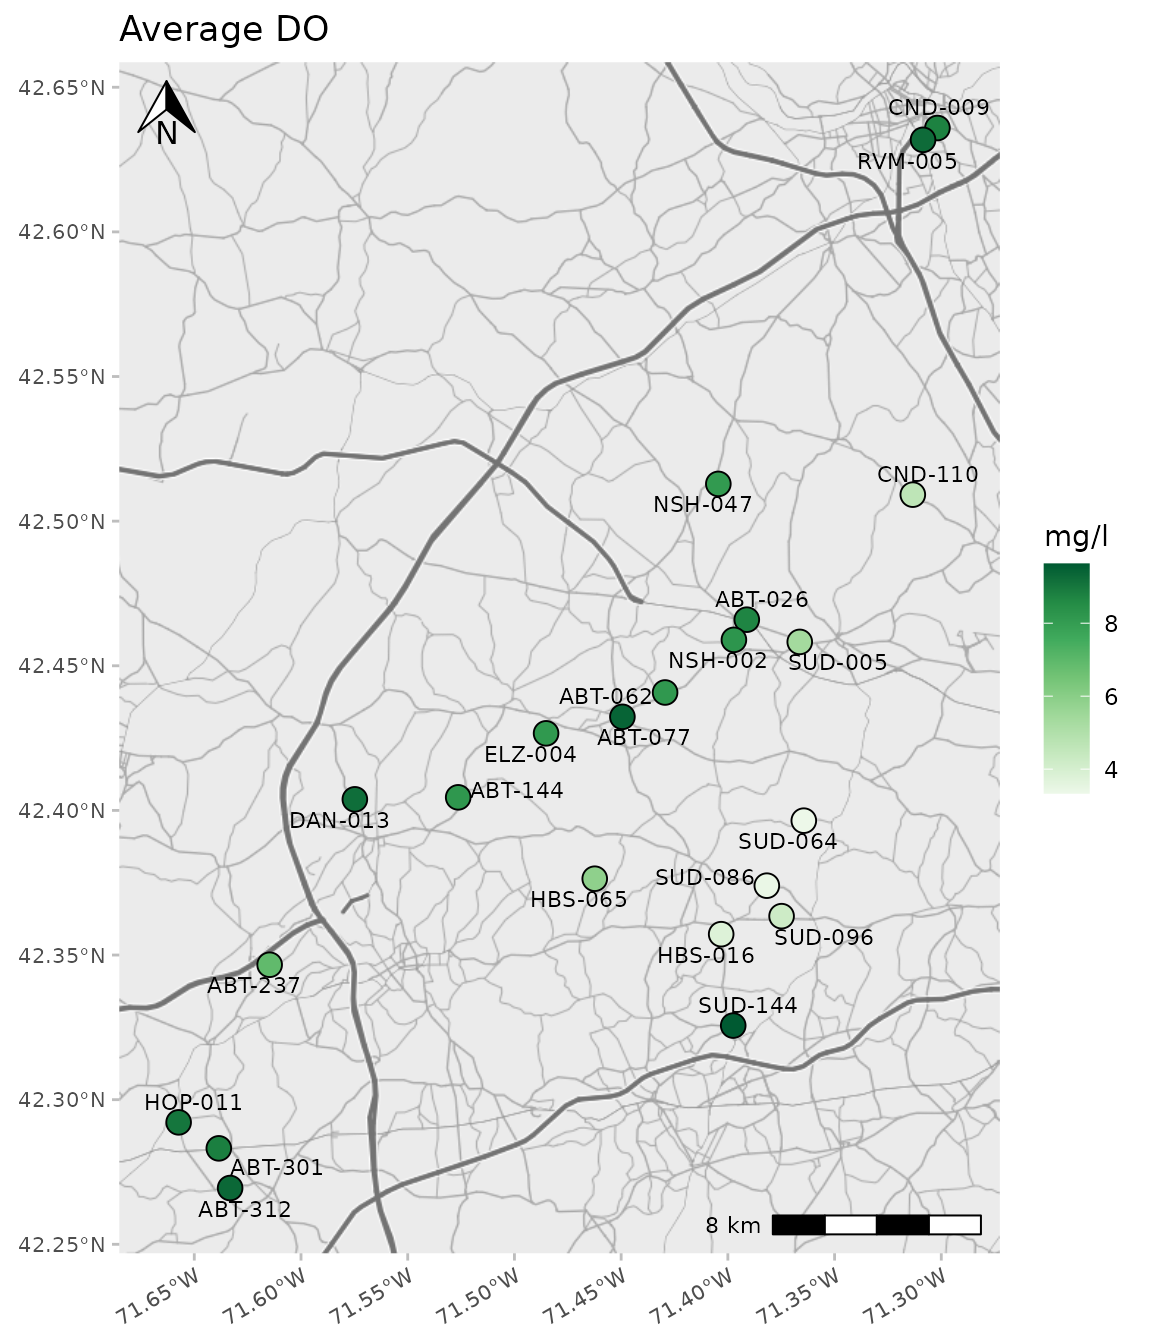 Average DO
42.65°N
N
CND-009
RVM-005
42.60°N
42.55°N
CND-110
NSH-047
42.50°N
mg/l
ABT-026
8
NSH-002
SUD-005
42.45°N
ABT-062
6
ABT-077
ELZ-004
4
ABT-144
42.40°N
DAN-013
SUD-064
SUD-086
HBS-065
SUD-096
42.35°N
HBS-016
ABT-237
SUD-144
42.30°N
HOP-011
ABT-301
ABT-312
8 km
42.25°N
71.65°W
71.60°W
71.55°W
71.50°W
71.45°W
71.40°W
71.35°W
71.30°W